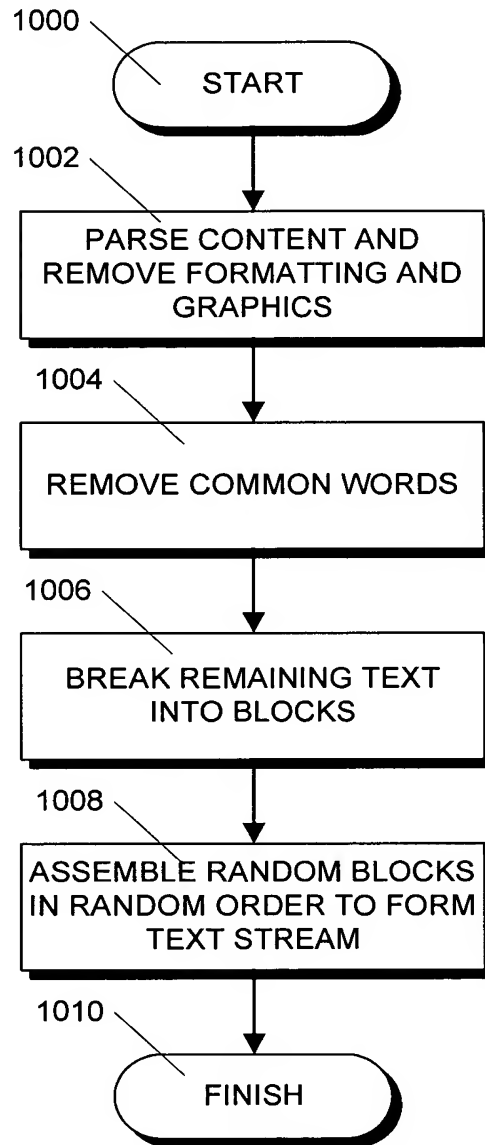 1000
START
1002
PARSE CONTENT AND
REMOVE FORMATTING AND
GRAPHICS
1004
REMOVE COMMON WORDS
1006
BREAK REMAINING TEXT
INTO BLOCKS
1008
ASSEMBLE RANDOM BLOCKS
IN RANDOM ORDER TO FORM
TEXT STREAM
1010
FINISH